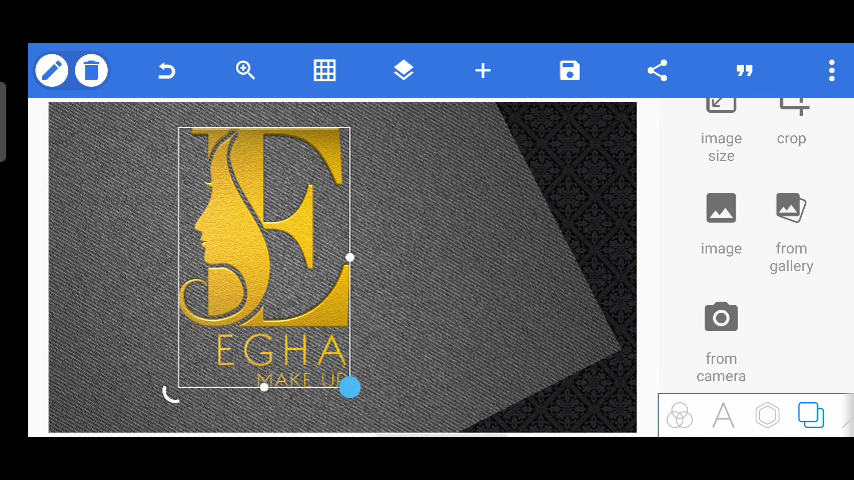 E
EGHA
MAKE UP
image size
crop
image
from gallery
from camera